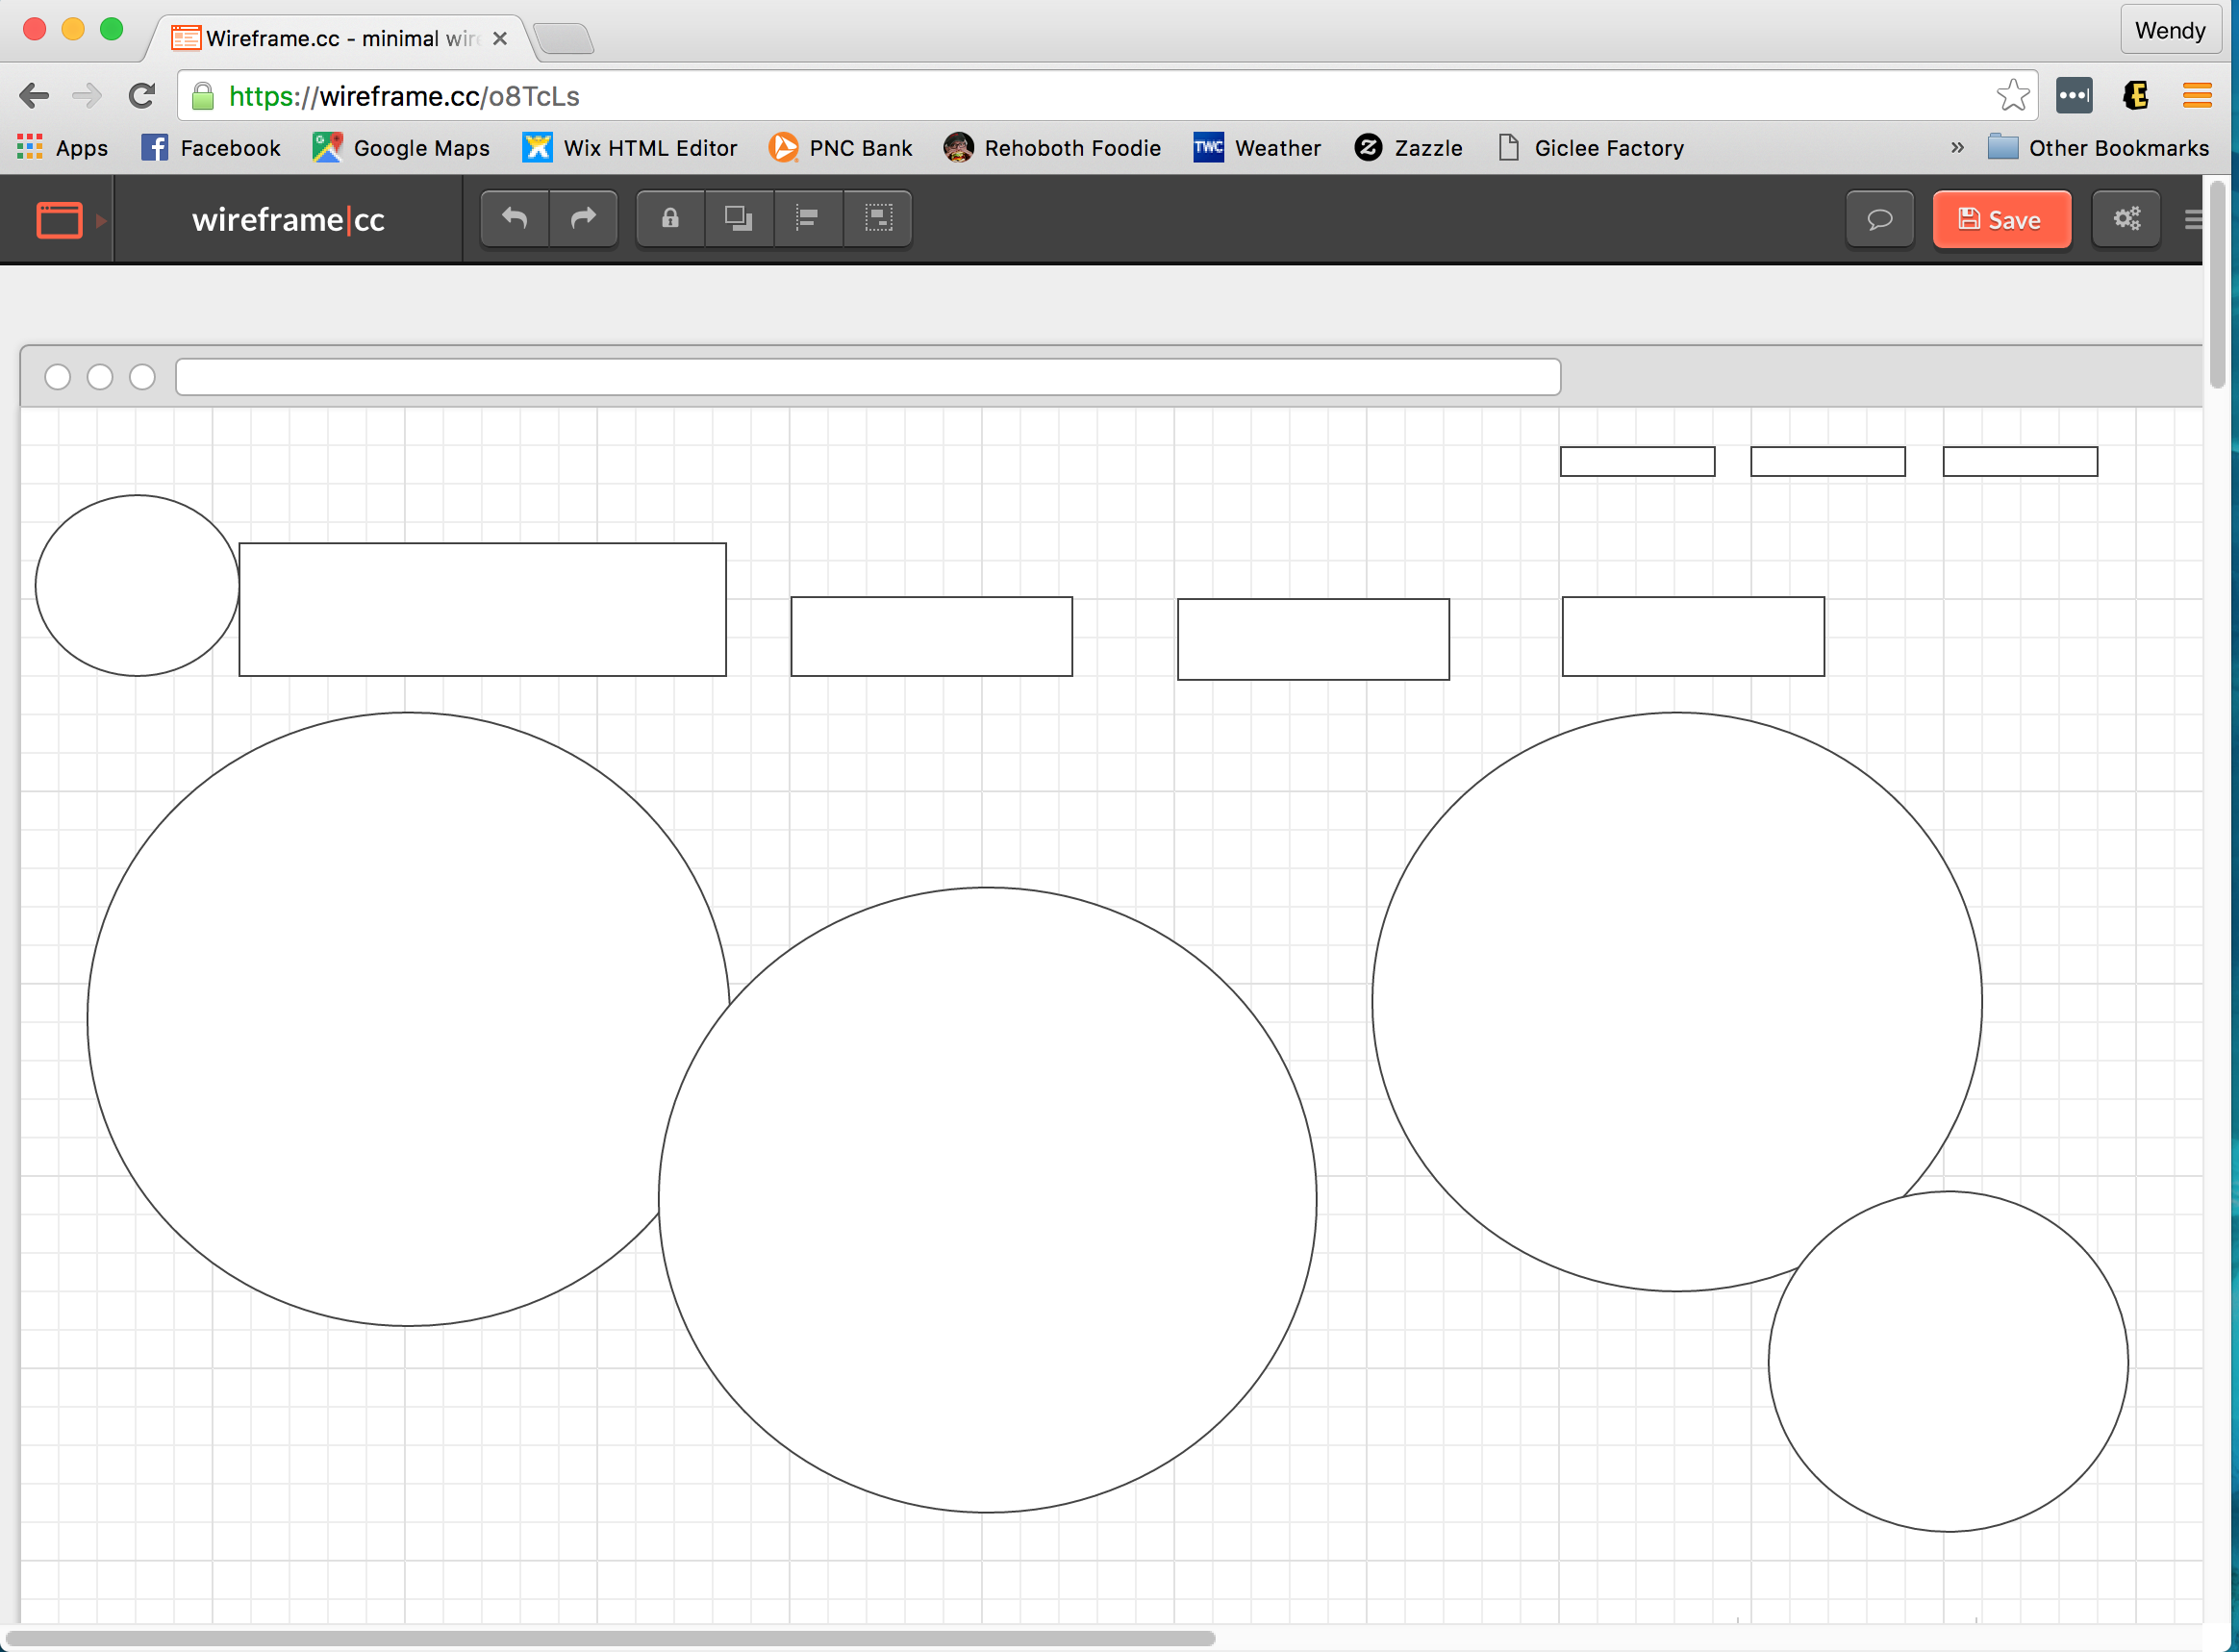 Wireframe.cc - minimal wire
Wendy
https://wireframe.cc/o8TcLs
Apps Facebook Google Maps Wix HTML Editor PNC Bank Rehoboth Foodie TWC Weather Zazzle Giclee Factory » Other Bookmarks
wireframe|cc Save